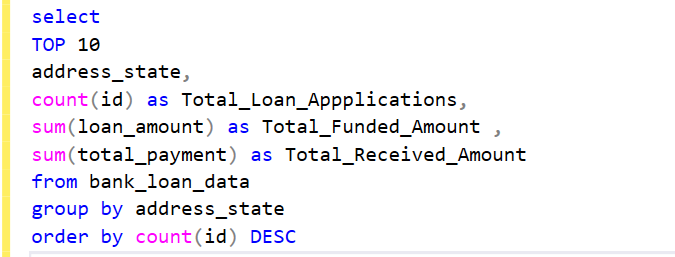 select
TOP 10
address_state,
count(id) as Total_Loan_Appplications,
sum(loan_amount) as Total_Funded_Amount ,
sum(total_payment) as Total_Received_Amount
from bank_loan_data
group by address_state
order by count(id) DESC